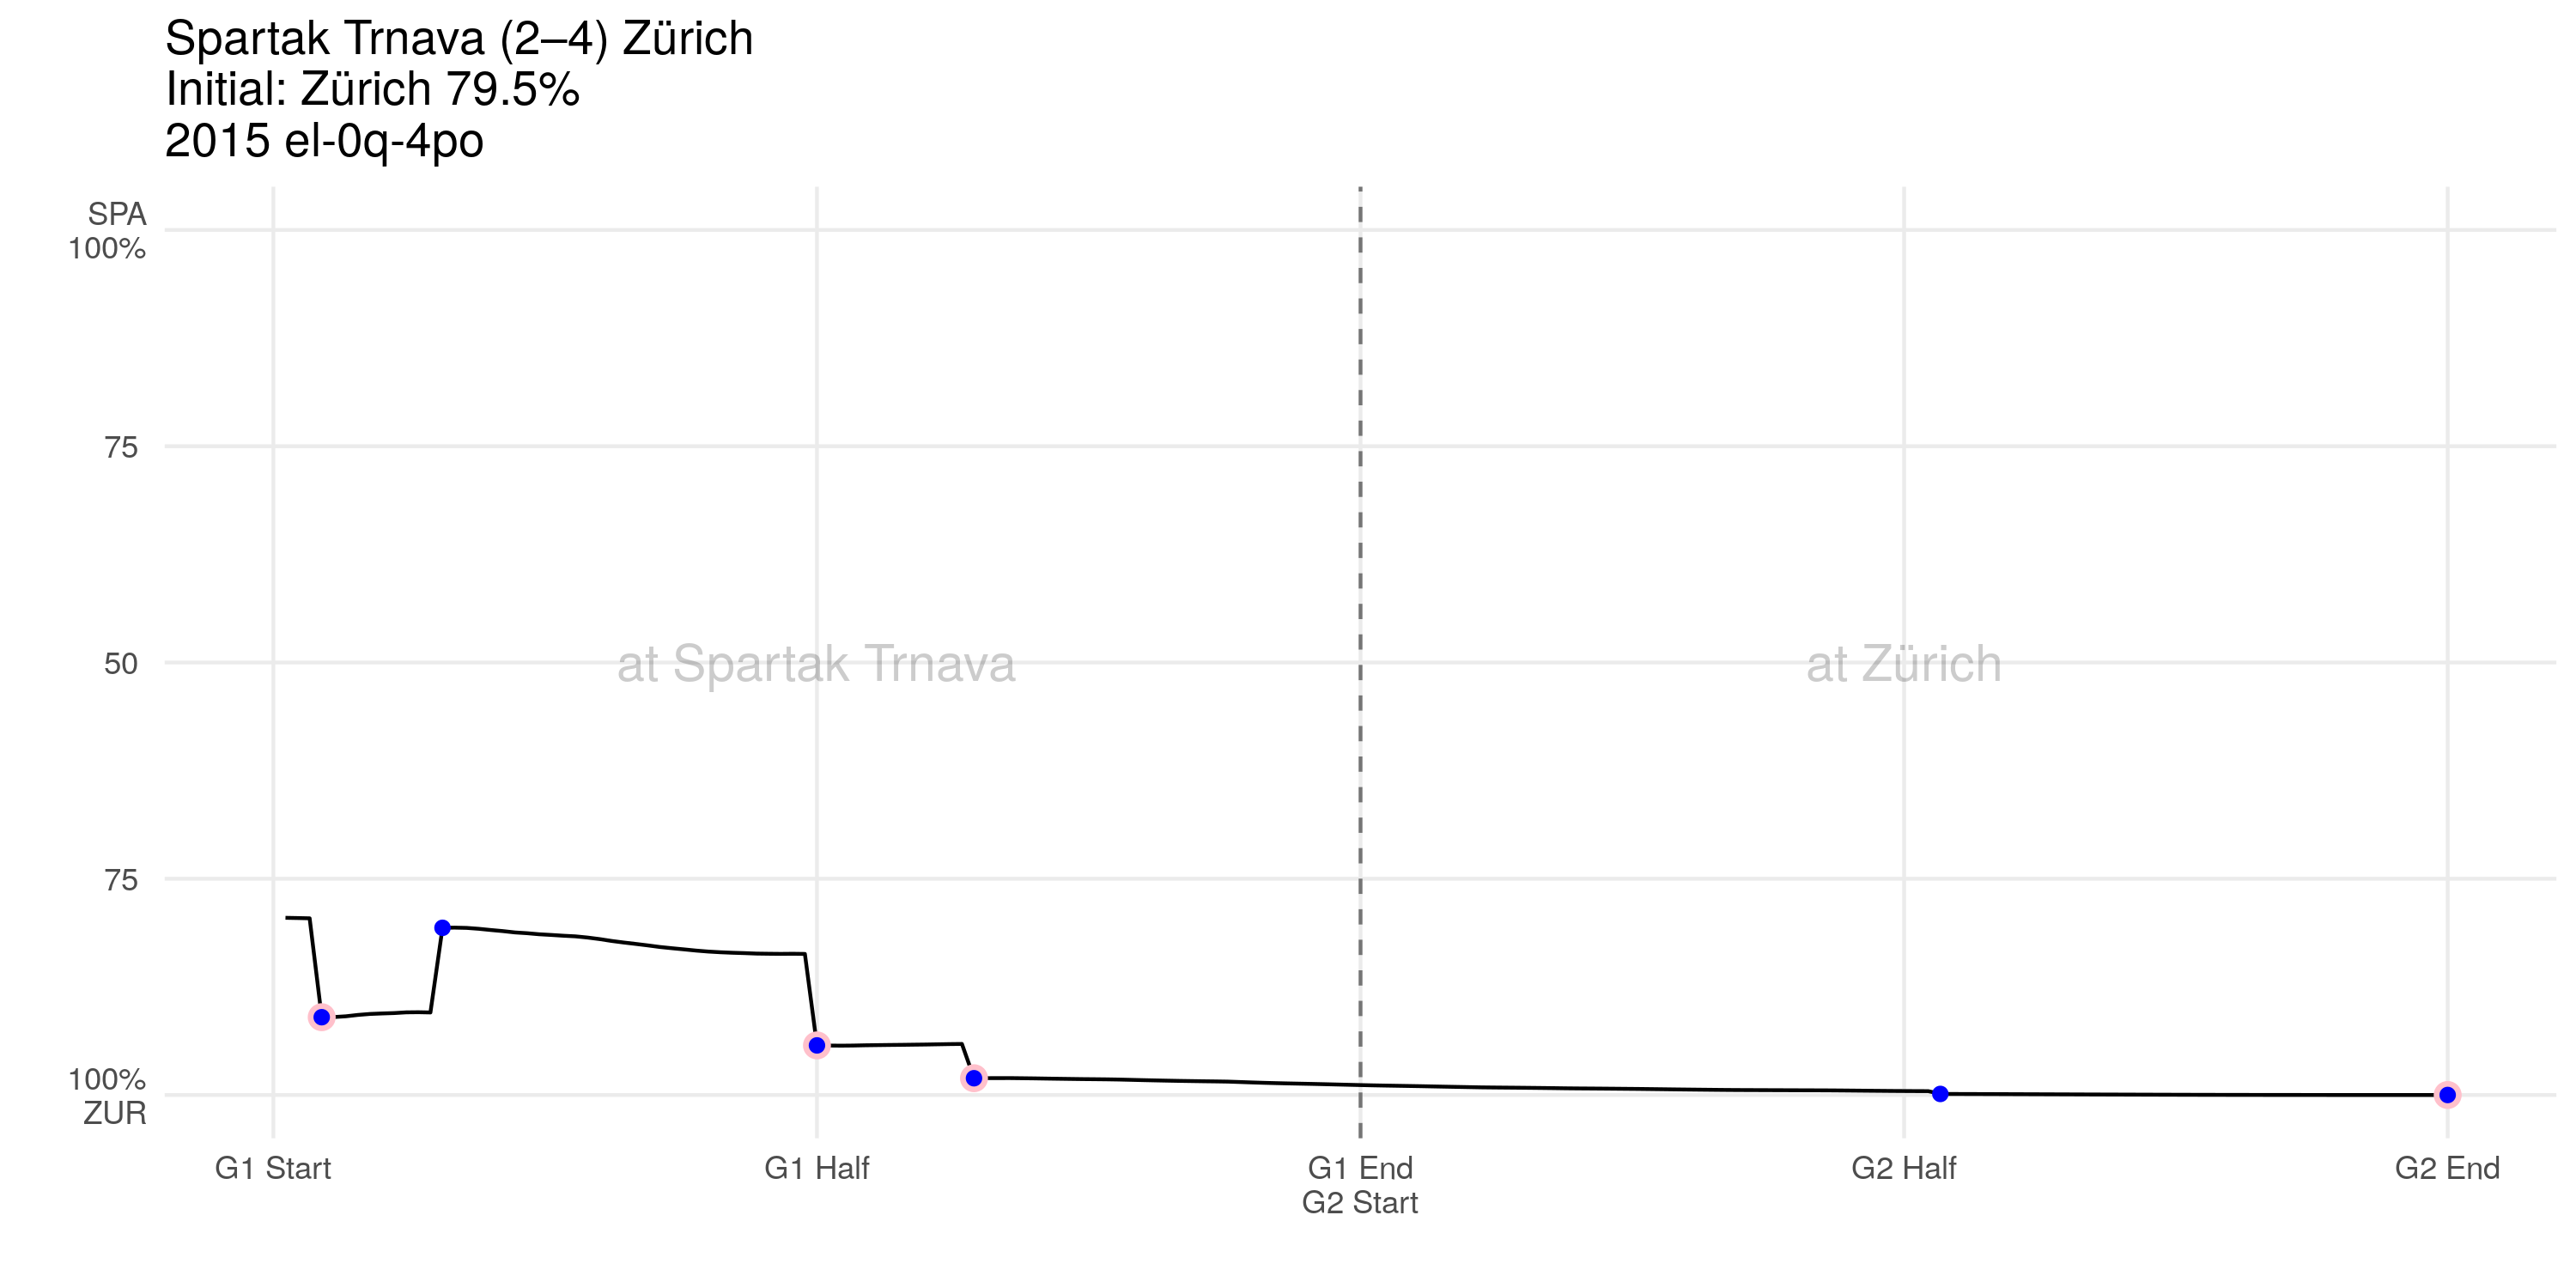 Spartak Trnava (2–4) Zürich
Initial: Zürich 79.5%
2015 el-0q-4po
SPA
100%
75
50
75
100%
ZUR
at Spartak Trnava
at Zürich
G1 Start
G1 Half
G1 End
G2 Start
G2 Half
G2 End